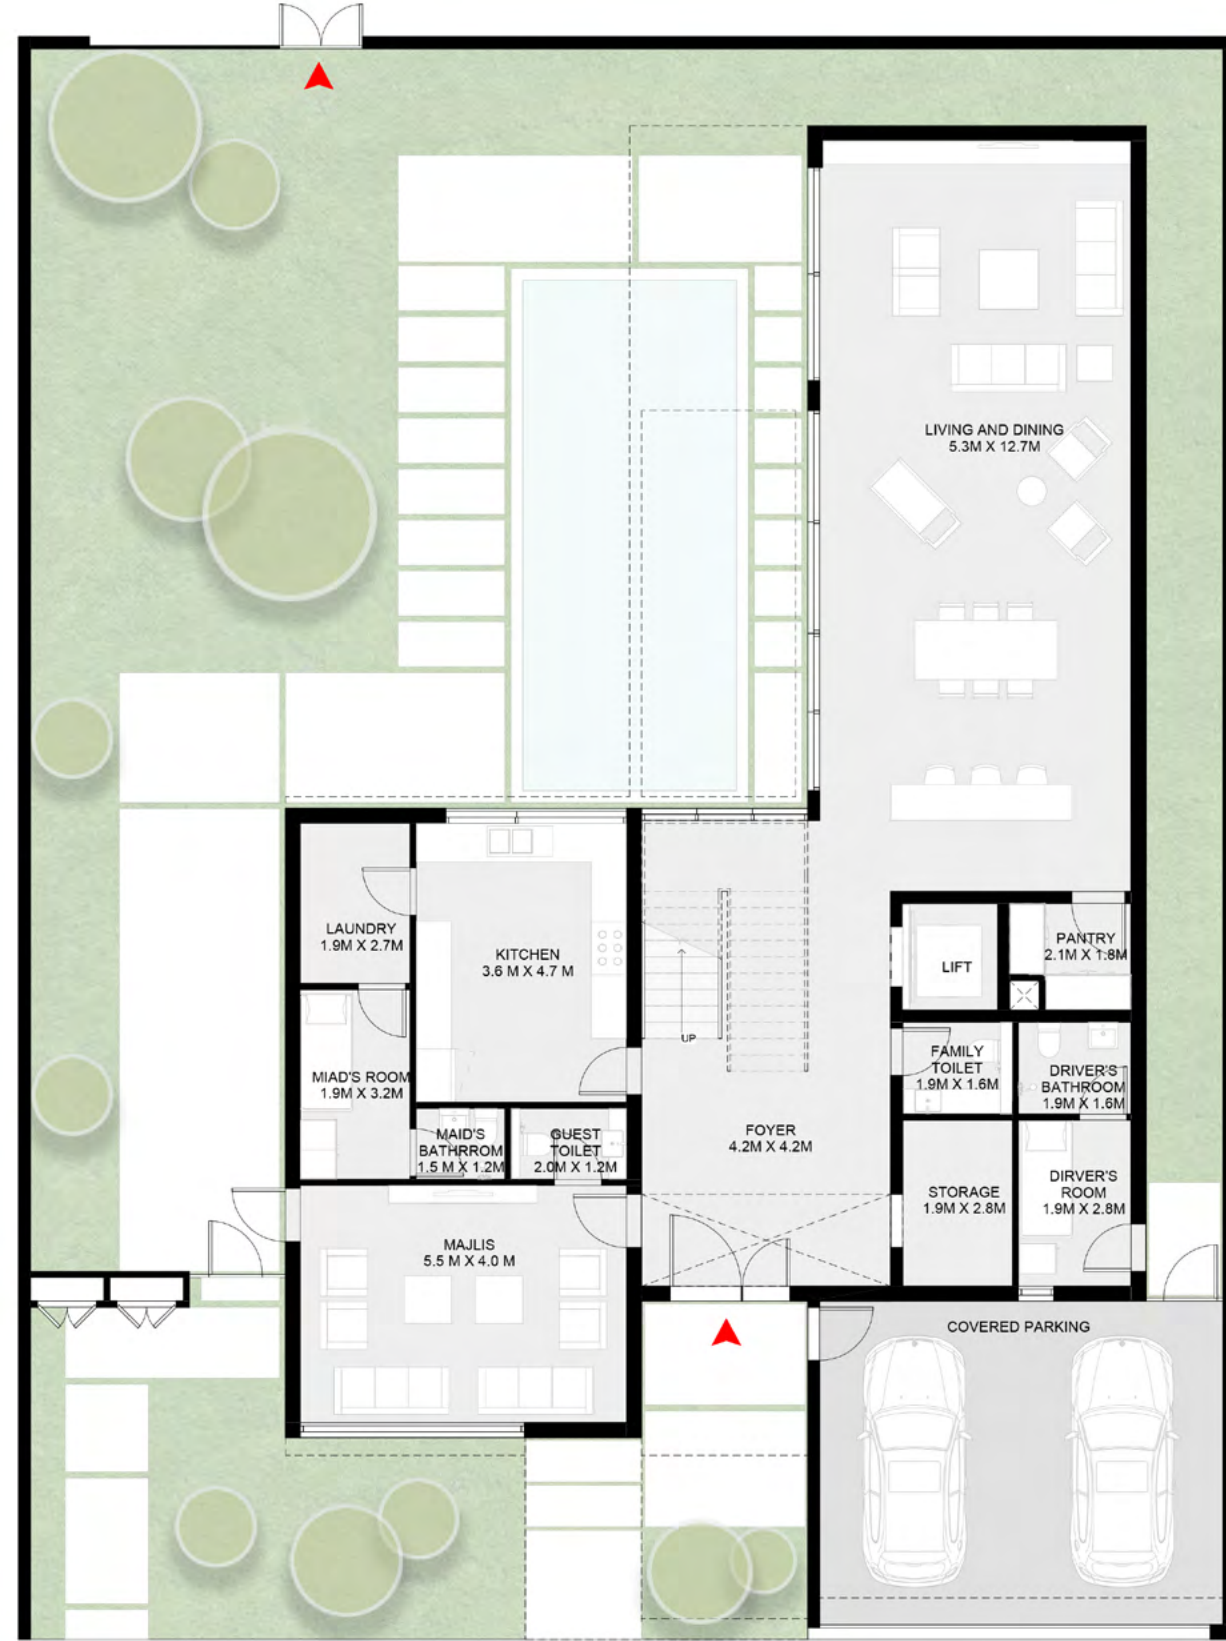 LIVING AND DINING
5.3M X 12.7M
LAUNDRY
1.9M X 2.7M
KITCHEN
3.6 M X 4.7 M
LIFT
PANTRY
2.1M X 1.8M
UP
MIAD'S ROOM
1.9M X 3.2M
FAMILY
TOILET
1.9M X 1.6M
DRIVER'S
BATHROOM
1.9M X 1.6M
MAID'S
BATHRROM
1.5 M X 1.2M
GUEST
TOILET
2.0M X 1.2M
FOYER
4.2M X 4.2M
STORAGE
1.9M X 2.8M
DIRVER'S
ROOM
1.9M X 2.8M
MAJLIS
5.5 M X 4.0 M
COVERED PARKING